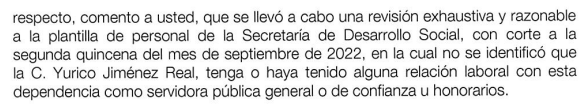 respecto, comento a usted, que se llevó a cabo una revisión exhaustiva y razonable
a la plantilla de personal de la Secretaría de Desarrollo Social, con corte a la
segunda quincena del mes de septiembre de 2022, en la cual no se identificó que
la C. Yurico Jiménez Real, tenga o haya tenido alguna relación laboral con esta
dependencia como servidora pública general o de confianza u honorarios.